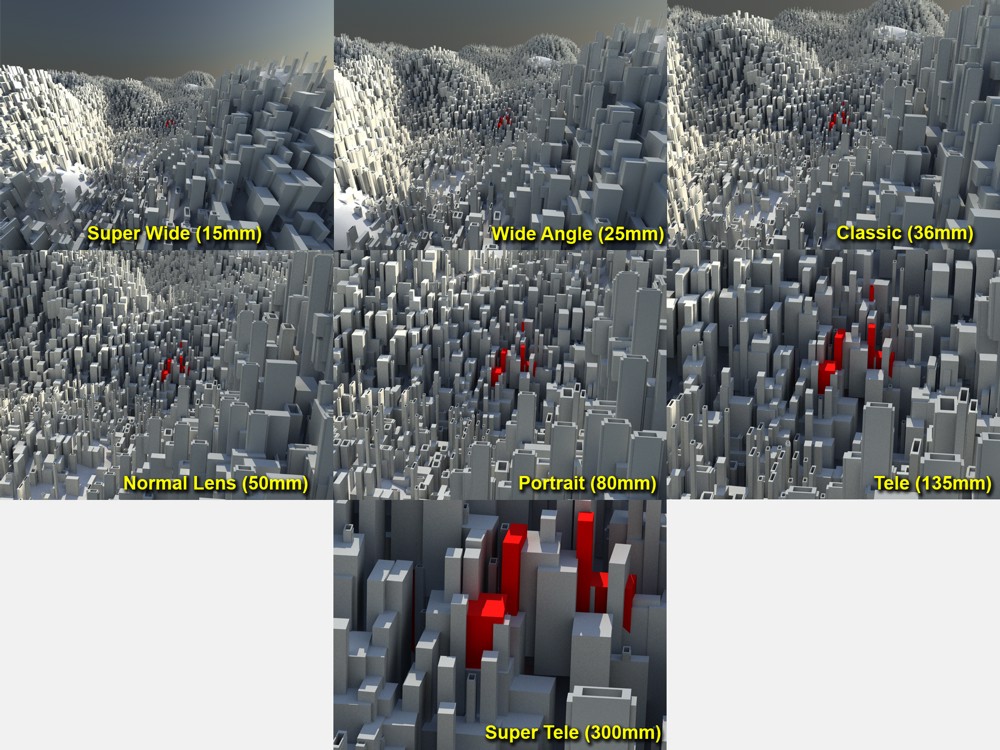 Super Wide (15mm)
Wide Angle (25mm)
Classic (36mm)
Normal Lens (50mm)
Portrait (80mm)
Tele (135mm)
Super Tele (300mm)